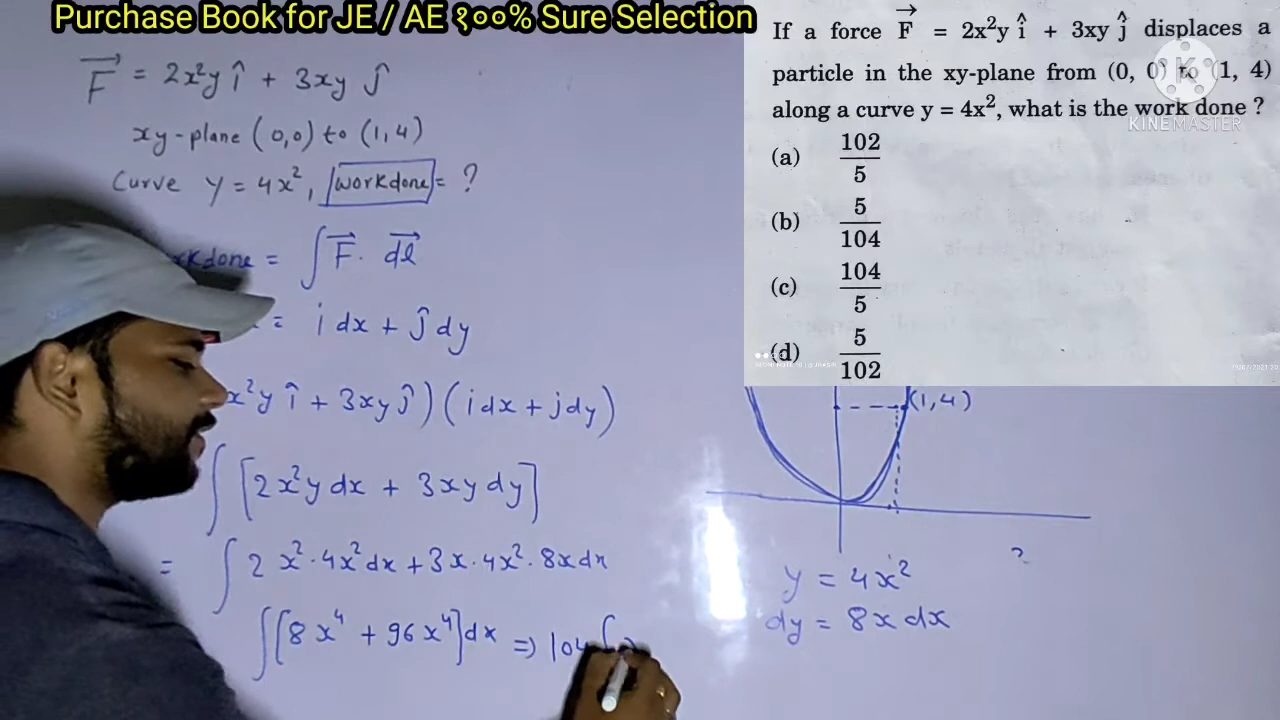 Purchase Book for JE / AE १००% Sure Selection
F = 2x²y î + 3xy ĵ
xy-plane (0,0) to (1,4)
Curve y = 4x², workdone = ?
= ∫ F · dl
= i dx + ĵ dy
x²y î + 3xy ĵ) (i dx + j dy)
∫ [2x²y dx + 3xy dy]
= ∫ 2 x² · 4x² dx + 3x · 4x² · 8x dx
∫ [8x⁴ + 96x⁴] dx ⇒ 104 ∫
If a force F⃗ = 2x²y î + 3xy ĵ displaces a
particle in the xy-plane from (0, 0) to (1, 4)
along a curve y = 4x², what is the work done ?
KINEMASTER
(a) 102/5
(b) 5/104
(c) 104/5
(d) 5/102
(1,4)
?
y = 4x²
dy = 8x dx